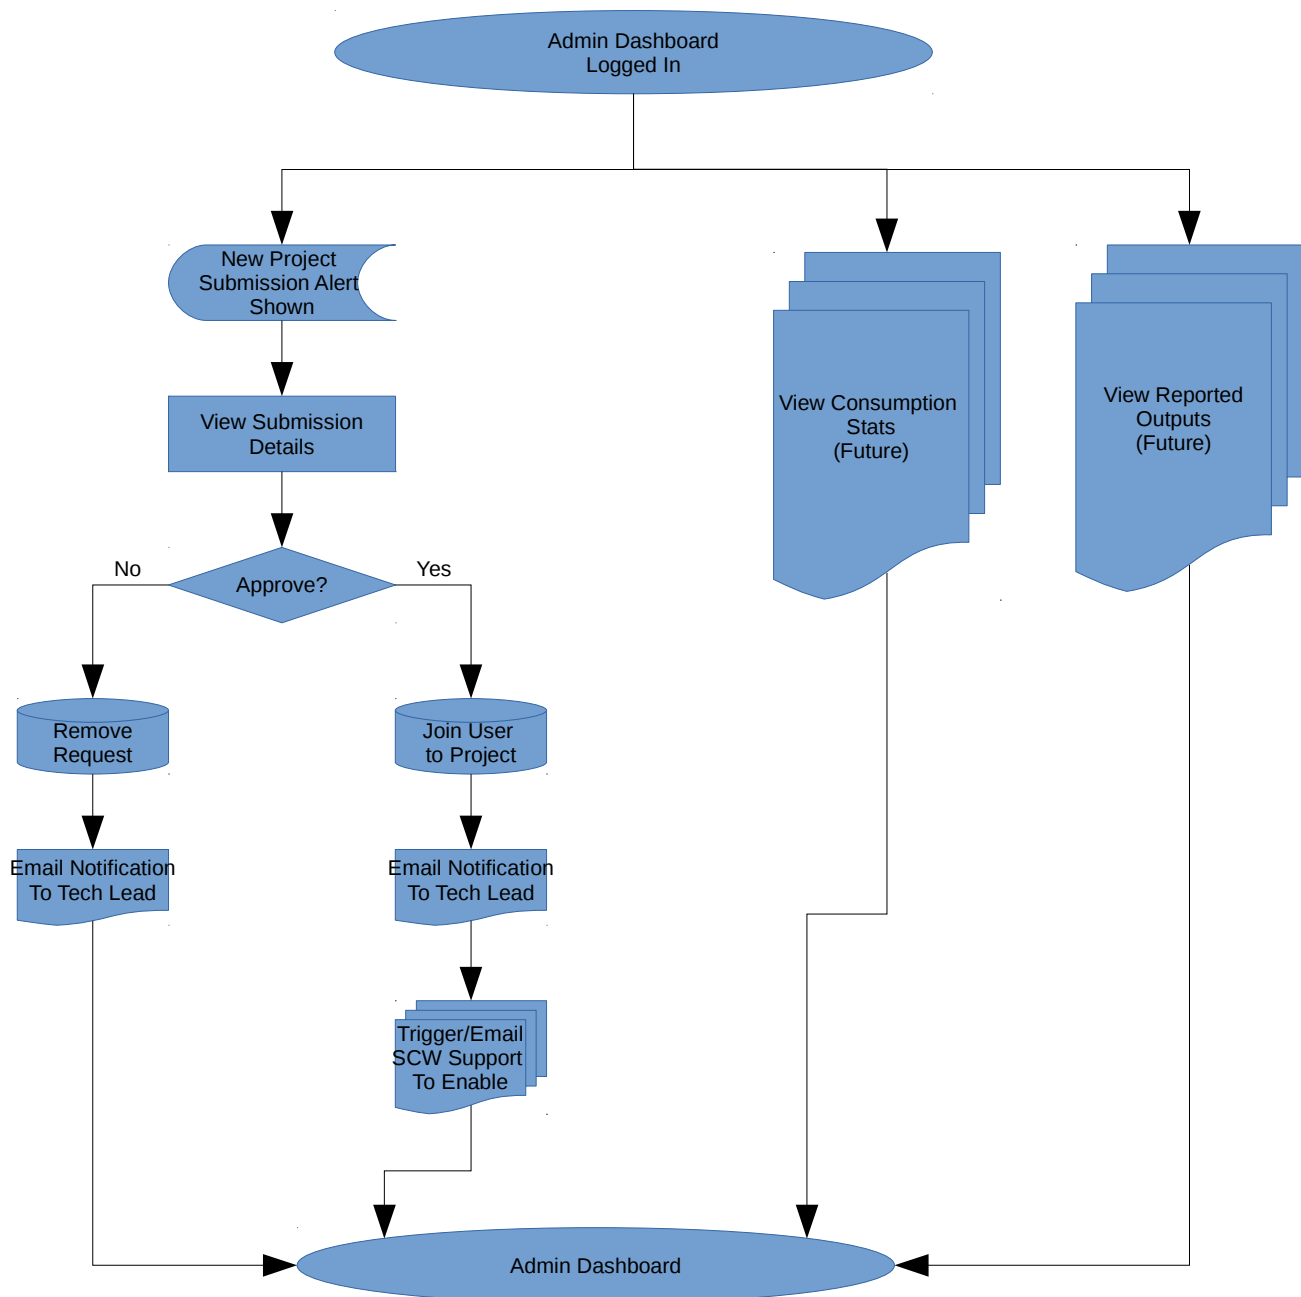 Admin Dashboard
Logged In
New Project
Submission Alert
Shown
View Submission
Details
No
Approve?
Yes
Remove
Request
Join User
to Project
Email Notification
To Tech Lead
Email Notification
To Tech Lead
Trigger/Email
SCW Support
To Enable
View Consumption
Stats
(Future)
View Reported
Outputs
(Future)
Admin Dashboard